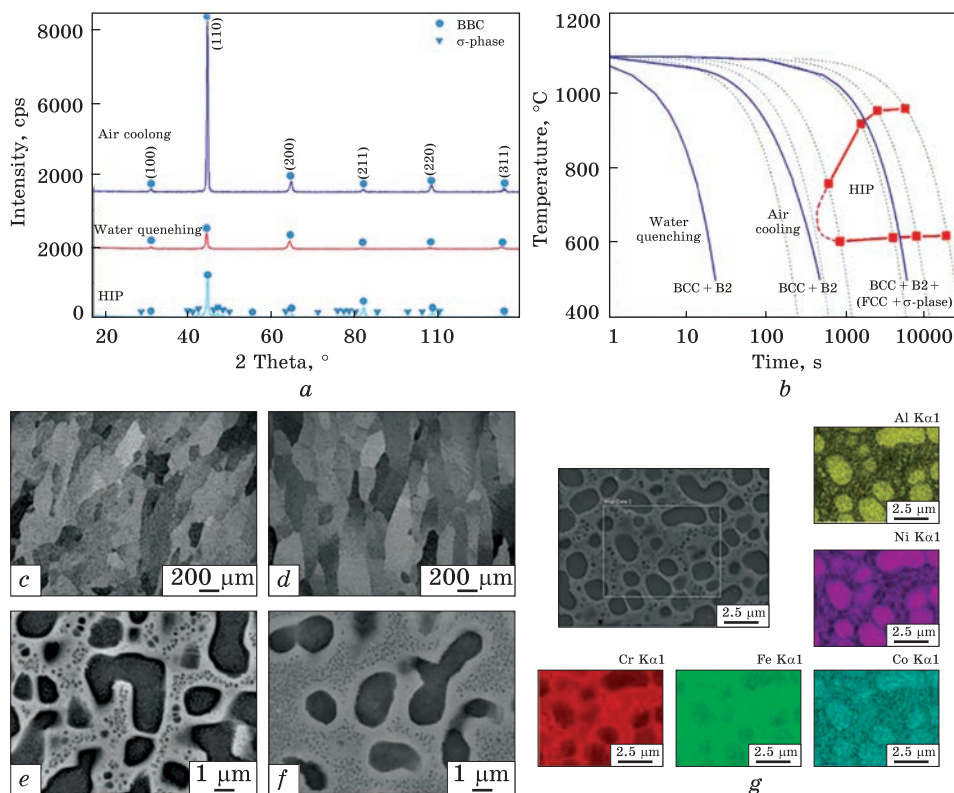 BBC
σ-phase
8000
6000
4000
2000
2000
0
Intensity, cps
Air coolong
(100)
(110)
(200)
(211)
(220)
(311)
Water quenehing
HIP
20
40
60
80
110
2 Theta, °
a
1200
1000
800
600
400
Temperature, °C
Water
quenching
Air
cooling
HIP
BCC + B2
BCC + B2
BCC + B2 +
(FCC + σ-plase)
1
10
100
1000
10000
Time, s
b
c
200 μm
d
200 μm
e
1 μm
f
1 μm
2.5 μm
Al Kα1
2.5 μm
Ni Kα1
2.5 μm
Cr Kα1
2.5 μm
Fe Kα1
2.5 μm
Co Kα1
2.5 μm
g